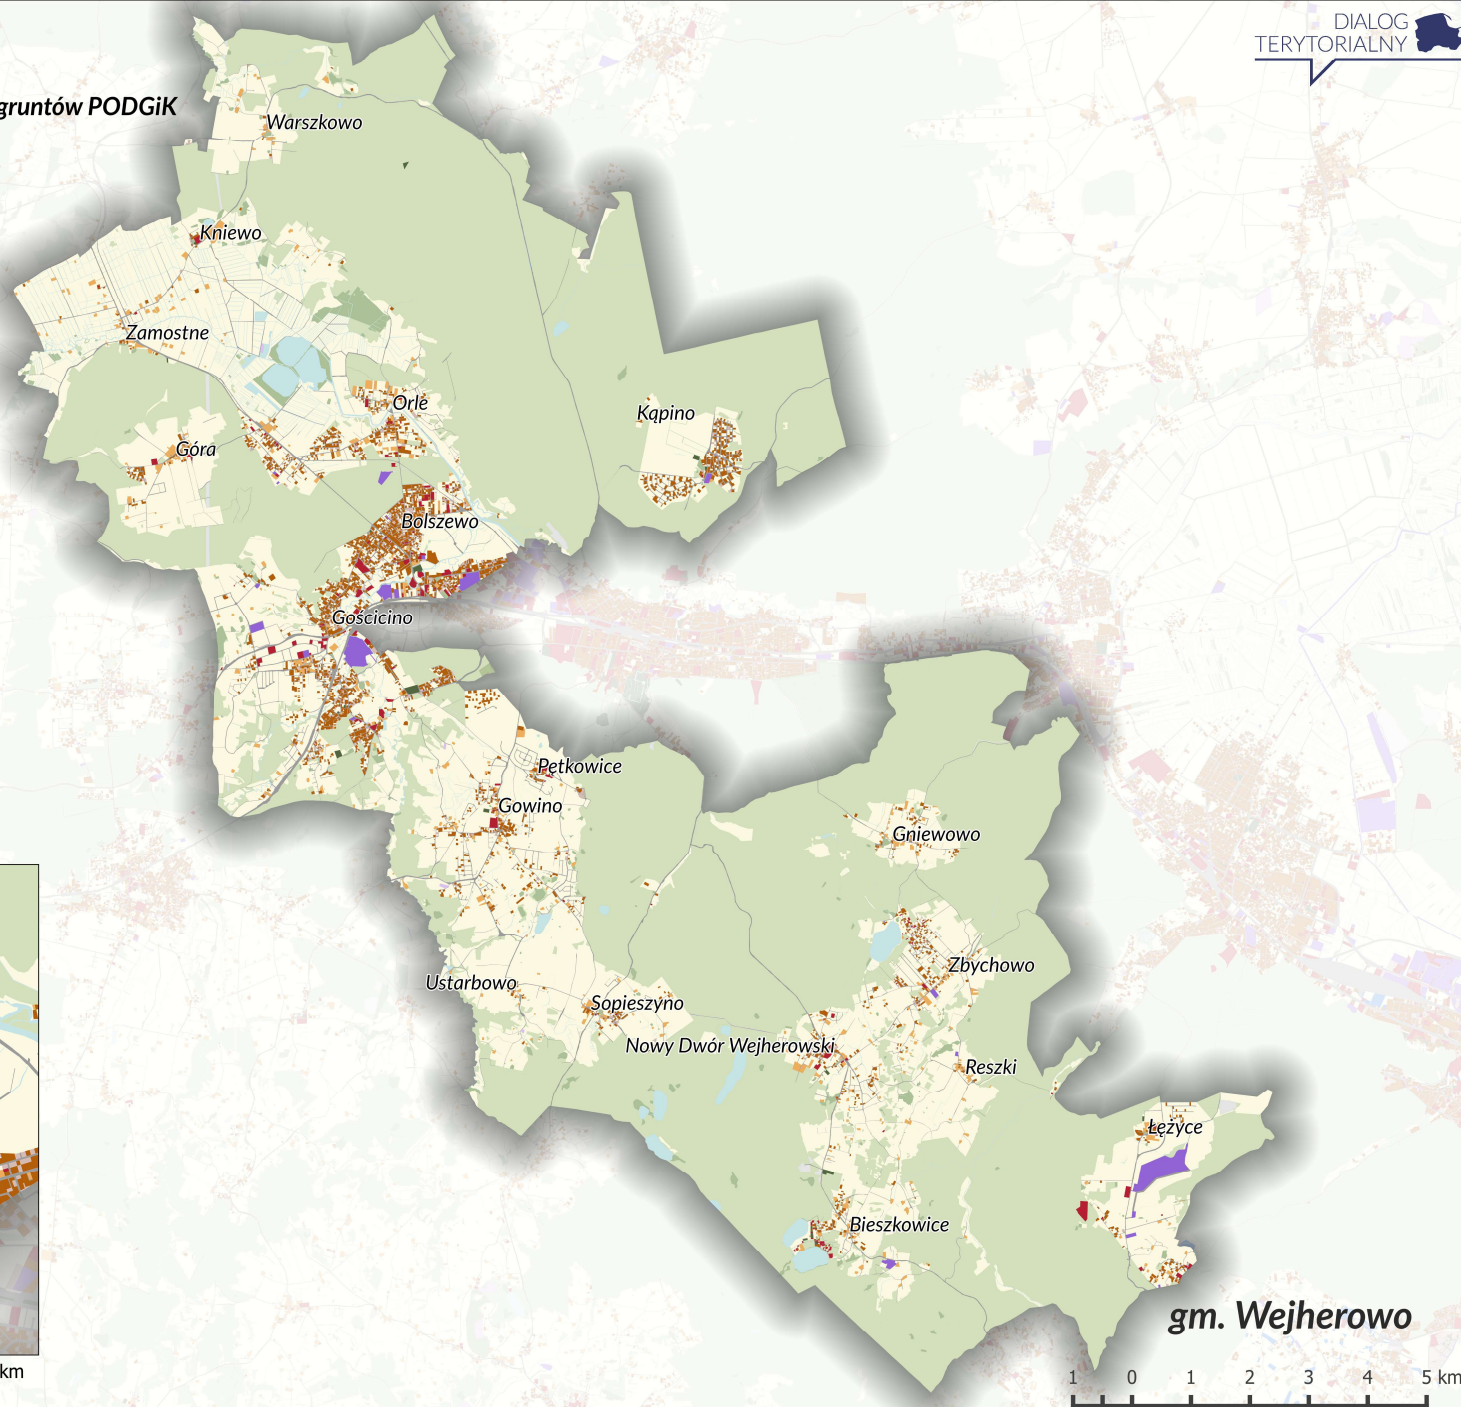 DIALOG
TERYTORIALNY
gruntów PODGiK
Warszkowo
Kniewo
Zamostne
Orle
Kąpino
Góra
Bolszewo
Gościcino
Pętkowice
Gowino
Gniewowo
Zbychowo
Ustarbowo
Sopieszyno
Nowy Dwór Wejherowski
Reszki
Łężyce
Bieszkowice
gm. Wejherowo
km
1 0 1 2 3 4 5 km